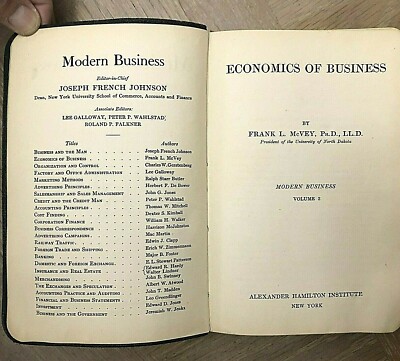 Modern Business
Editor-in-Chief
JOSEPH FRENCH JOHNSON
Dean, New York University School of Commerce, Accounts and Finance
Associate Editors:
LEE GALLOWAY, PETER P. WAHLSTAD,
ROLAND P. FALKNER
Titles Authors
BUSINESS AND THE MAN Joseph French Johnson
ECONOMICS OF BUSINESS Frank L. McVey
ORGANIZATION AND CONTROL Charles W. Gerstenberg
FACTORY AND OFFICE ADMINISTRATION Lee Galloway
MARKETING METHODS Ralph Starr Butler
ADVERTISING PRINCIPLES Herbert F. De Bower
SALESMANSHIP AND SALES MANAGEMENT John G. Jones
CREDIT AND THE CREDIT MAN Peter P. Wahlstad
ACCOUNTING PRINCIPLES Thomas W. Mitchell
COST FINDING Dexter S. Kimball
CORPORATION FINANCE William H. Walker
BUSINESS CORRESPONDENCE Harrison McJohnston
ADVERTISING CAMPAIGNS Mac Martin
RAILWAY TRAFFIC Edwin J. Clapp
FOREIGN TRADE AND SHIPPING Erich W. Zimmermann
BANKING Major B. Foster
DOMESTIC AND FOREIGN EXCHANGE E. L. Stewart Patterson
INSURANCE AND REAL ESTATE Edward R. Hardy
Walter Lindner
MERCHANDISING John B. Swinney
THE EXCHANGES AND SPECULATION Albert W. Atwood
ACCOUNTING PRACTICE AND AUDITING John T. Madden
FINANCIAL AND BUSINESS STATEMENTS Leo Greendlinger
INVESTMENT Edward D. Jones
BUSINESS AND THE GOVERNMENT Jeremiah W. Jenks
ECONOMICS OF BUSINESS
BY
FRANK L. McVEY, PH.D., LL.D.
President of the University of North Dakota
MODERN BUSINESS
VOLUME 2
ALEXANDER HAMILTON INSTITUTE
NEW YORK